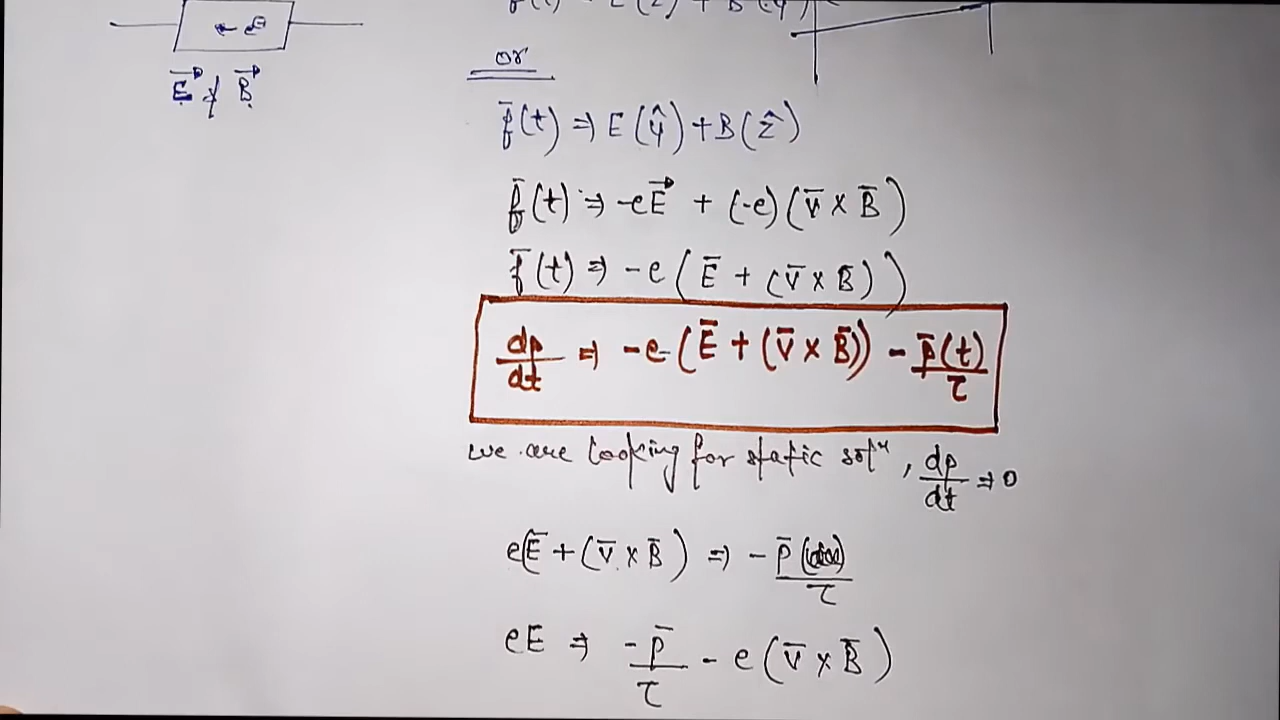 ← e⊖
E⃗ & B⃗
or
f̄(t) ⇒ E(ŷ) + B(ẑ)
f̄(t) ⇒ -eE⃗ + (-e)(v̄ × B̄)
f̄(t) ⇒ -e(Ē + (v̄ × B̄))
dp/dt ⇒ -e(Ē + (v̄ × B̄)) - p̄(t)/τ
we are looking for static solⁿ, dp/dt ⇒ 0
e(Ē + (v̄ × B̄) ⇒ - p̄/τ
eE ⇒ -p̄/τ - e(v̄ × B̄)